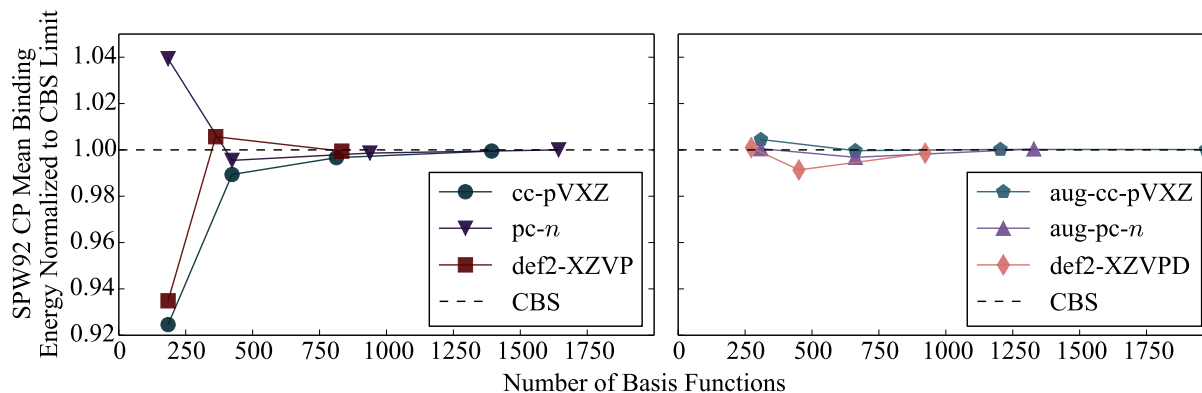 SPW92 CP Mean Binding
Energy Normalized to CBS Limit
1.04
1.02
1.00
0.98
0.96
0.94
0.92
cc-pVXZ
pc-n
def2-XZVP
CBS
0 250 500 750 1000 1250 1500 1750
aug-cc-pVXZ
aug-pc-n
def2-XZVPD
CBS
0 250 500 750 1000 1250 1500 1750
Number of Basis Functions